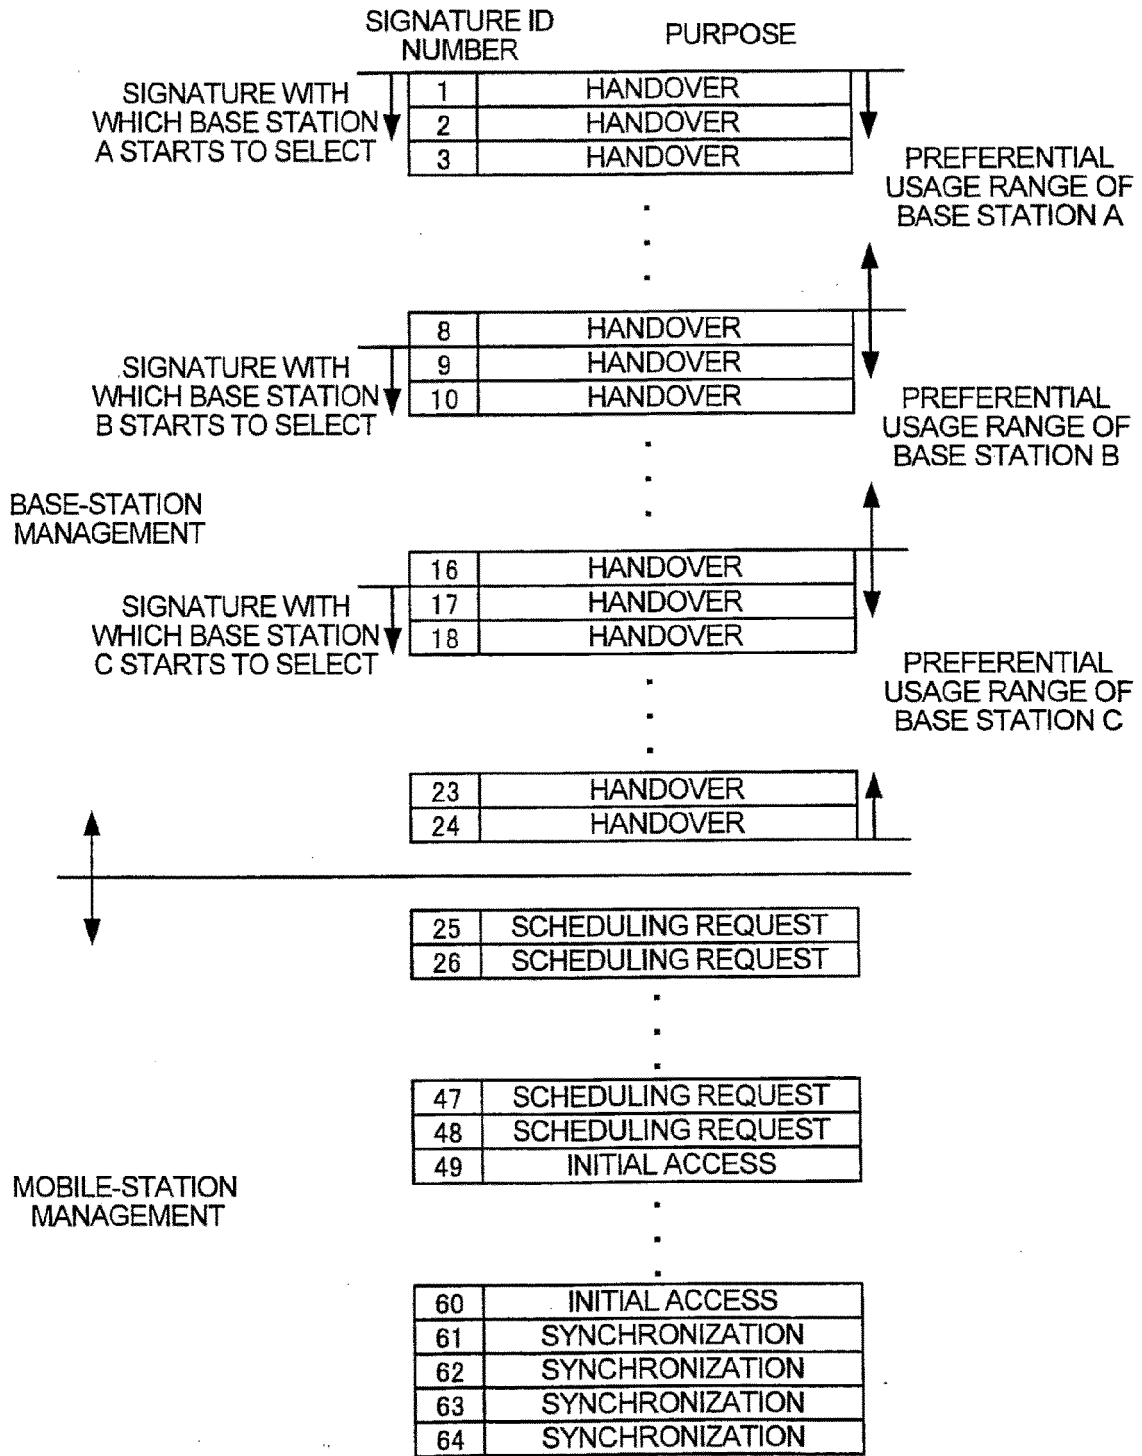 SIGNATURE ID
NUMBER
PURPOSE
SIGNATURE WITH
WHICH BASE STATION
A STARTS TO SELECT
1 HANDOVER
2 HANDOVER
3 HANDOVER
PREFERENTIAL
USAGE RANGE OF
BASE STATION A
8 HANDOVER
9 HANDOVER
10 HANDOVER
SIGNATURE WITH
WHICH BASE STATION
B STARTS TO SELECT
PREFERENTIAL
USAGE RANGE OF
BASE STATION B
BASE-STATION
MANAGEMENT
16 HANDOVER
17 HANDOVER
18 HANDOVER
SIGNATURE WITH
WHICH BASE STATION
C STARTS TO SELECT
PREFERENTIAL
USAGE RANGE OF
BASE STATION C
23 HANDOVER
24 HANDOVER
25 SCHEDULING REQUEST
26 SCHEDULING REQUEST
47 SCHEDULING REQUEST
48 SCHEDULING REQUEST
49 INITIAL ACCESS
MOBILE-STATION
MANAGEMENT
60 INITIAL ACCESS
61 SYNCHRONIZATION
62 SYNCHRONIZATION
63 SYNCHRONIZATION
64 SYNCHRONIZATION